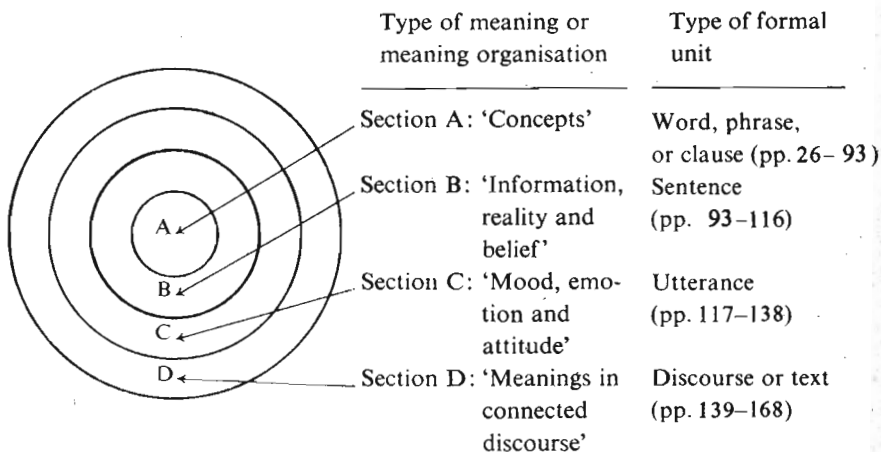 Type of meaning or
meaning organisation
Type of formal
unit
Section A: ‘Concepts’
Word, phrase,
or clause (pp. 26– 93)
Section B: ‘Information,
reality and
belief’
Sentence
(pp. 93–116)
Section C: ‘Mood, emo-
tion and
attitude’
Utterance
(pp. 117–138)
Section D: ‘Meanings in
connected
discourse’
Discourse or text
(pp. 139–168)
A
B
C
D